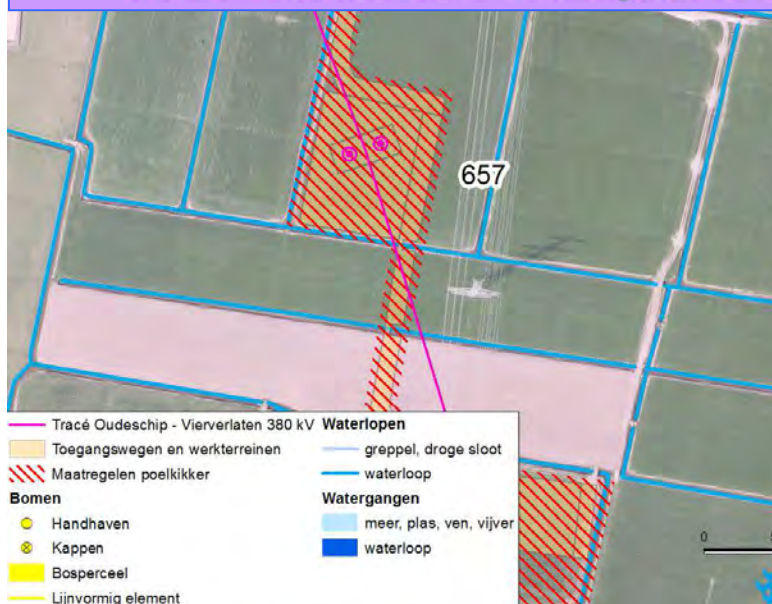 657
Tracé Oudeschip - Vierverlaten 380 kV
Toegangswegen en werkterreinen
Maatregelen poelkikker
Bomen
Handhaven
Kappen
Bosperceel
Lijnvormig element
Waterlopen
greppel, droge sloot
waterloop
Watergangen
meer, plas, ven, vijver
waterloop
0